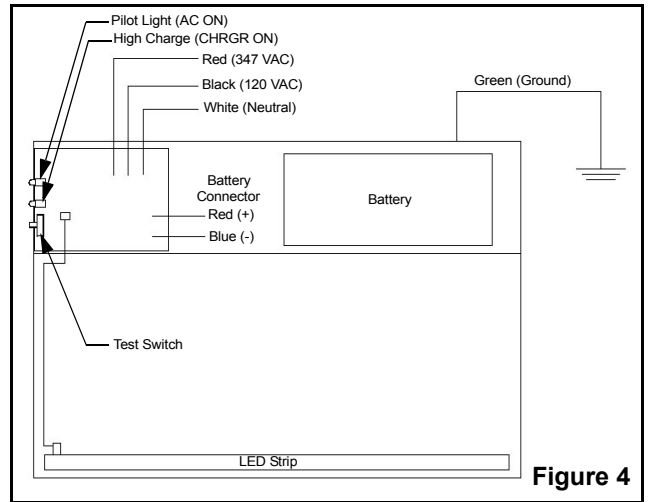 Pilot Light (AC ON)
High Charge (CHRGR ON)
Red (347 VAC)
Black (120 VAC)
White (Neutral)
Green (Ground)
Battery
Connector
Red (+)
Blue (-)
Battery
Test Switch
LED Strip
Figure 4